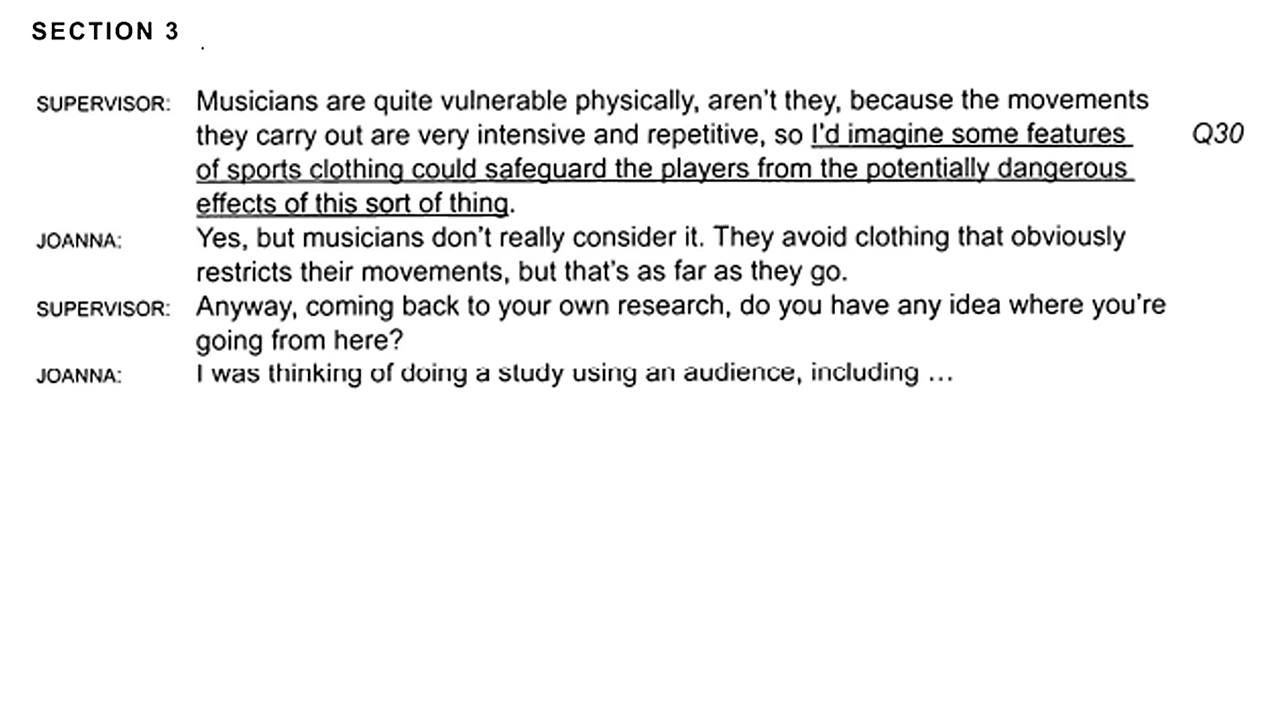 SECTION 3
SUPERVISOR: Musicians are quite vulnerable physically, aren't they, because the movements
they carry out are very intensive and repetitive, so I'd imagine some features Q30
of sports clothing could safeguard the players from the potentially dangerous
effects of this sort of thing.
JOANNA: Yes, but musicians don't really consider it. They avoid clothing that obviously
restricts their movements, but that's as far as they go.
SUPERVISOR: Anyway, coming back to your own research, do you have any idea where you're
going from here?
JOANNA: I was thinking of doing a study using an audience, including ...